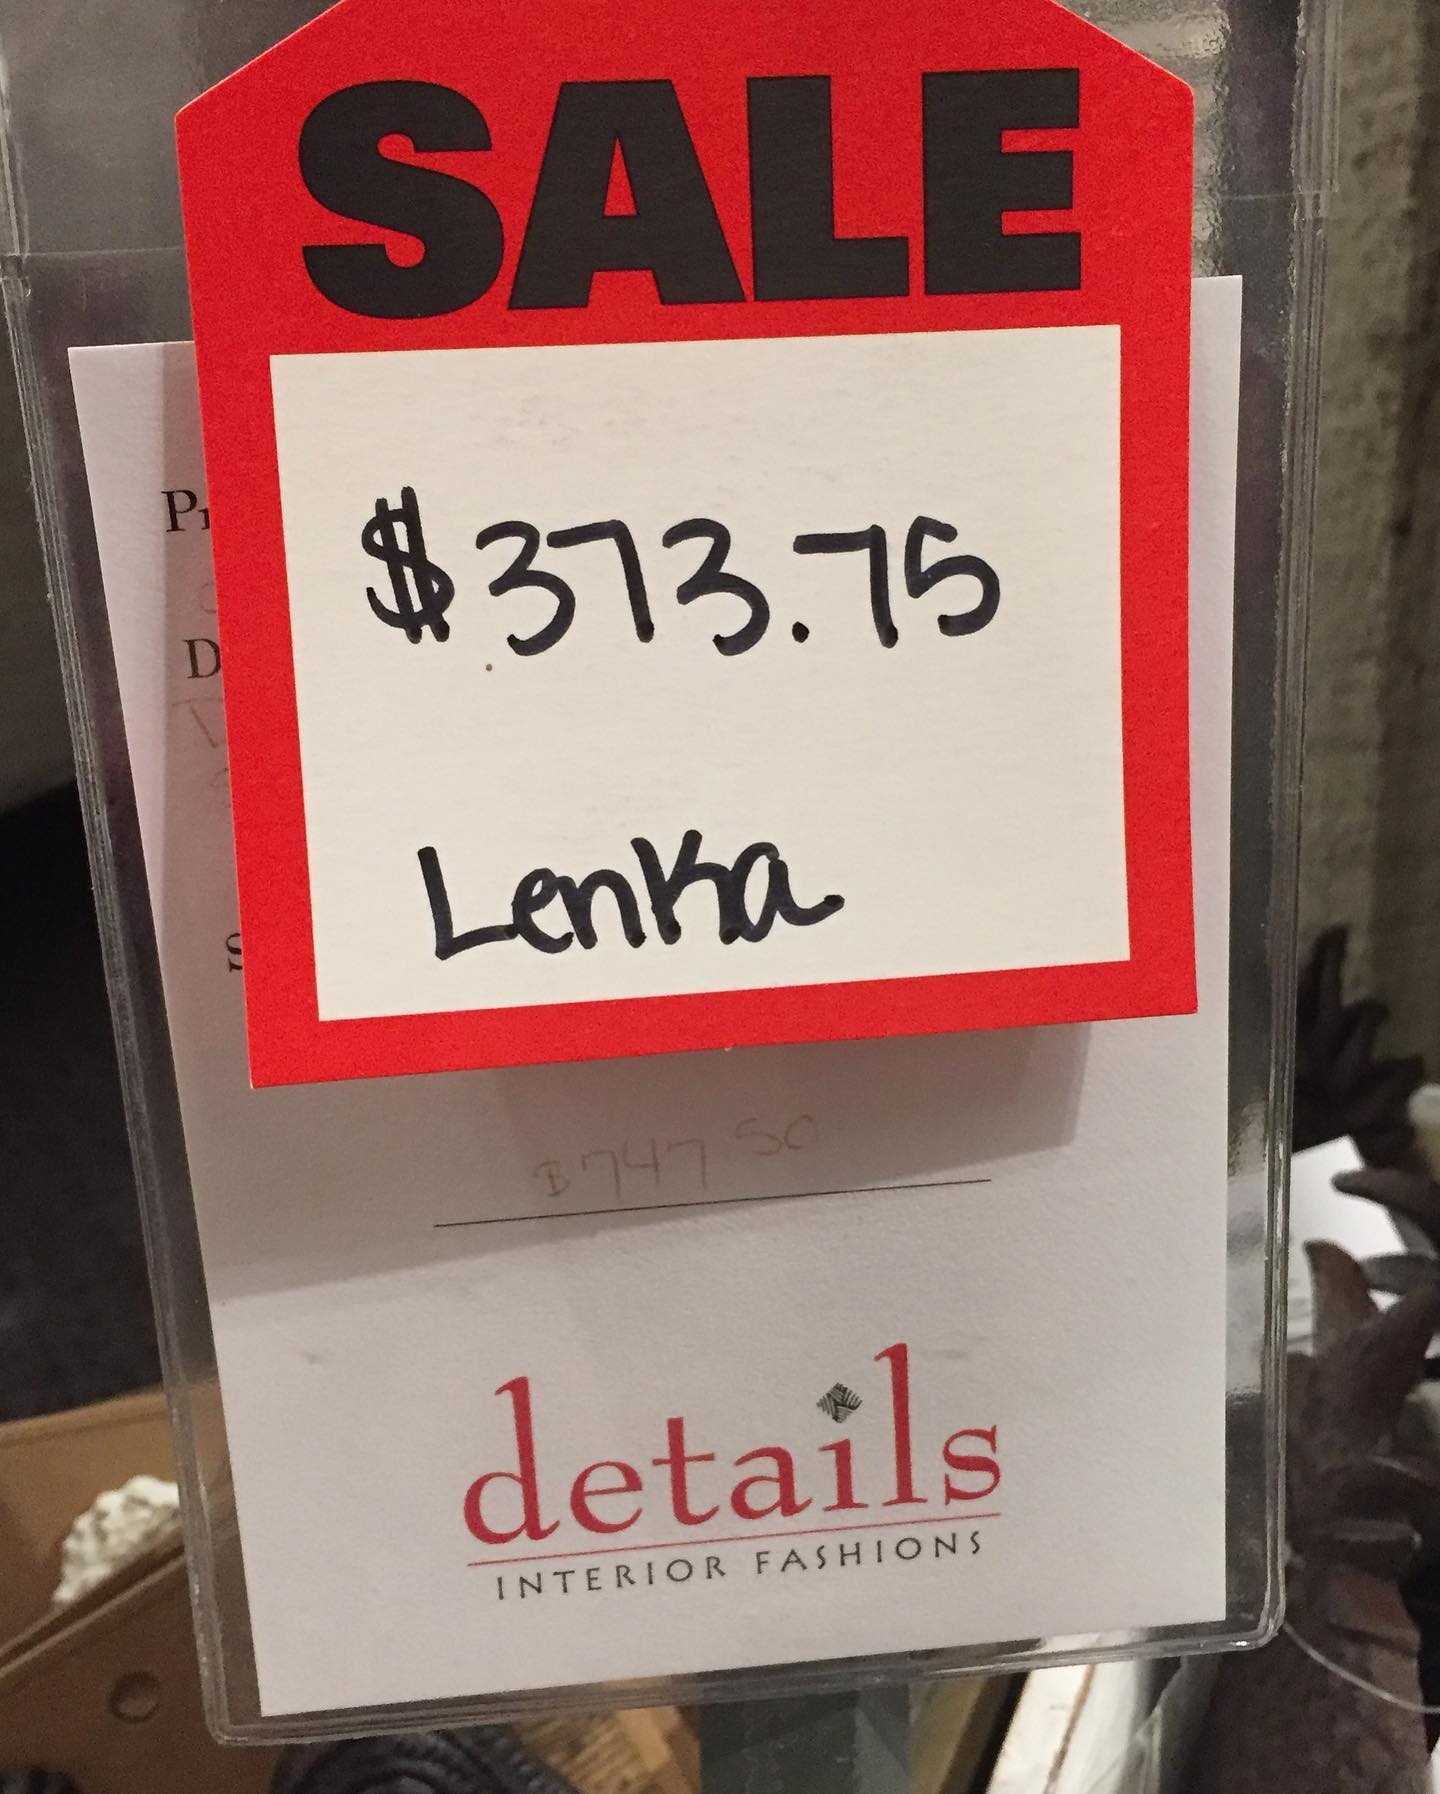 SALE
$373.75
Lenka
$747.50
details
INTERIOR FASHIONS